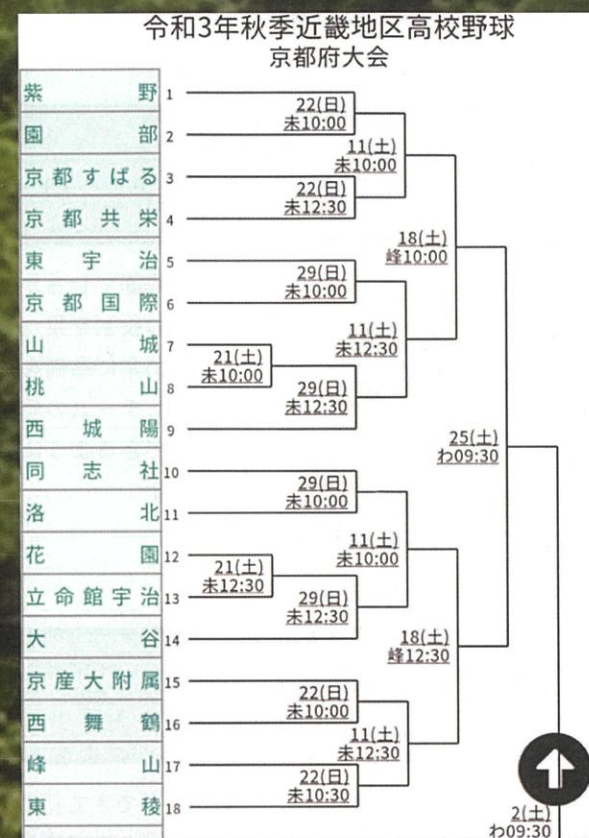 令和3年秋季近畿地区高校野球
京都府大会
紫野 1
園部 2
京都すばる 3
京都共栄 4
東宇治 5
京都国際 6
山城 7
桃山 8
西城陽 9
同志社 10
洛北 11
花園 12
立命館宇治 13
大谷 14
京産大附属 15
西舞鶴 16
峰山 17
東稜 18
22(日)
未10:00
22(日)
未12:30
11(土)
未10:00
29(日)
未10:00
21(土)
未10:00
29(日)
未12:30
11(土)
未12:30
18(土)
峰10:00
29(日)
未10:00
21(土)
未12:30
29(日)
未12:30
11(土)
未10:00
22(日)
未10:00
22(日)
未10:30
11(土)
未12:30
18(土)
峰12:30
25(土)
わ09:30
2(土)
わ09:30